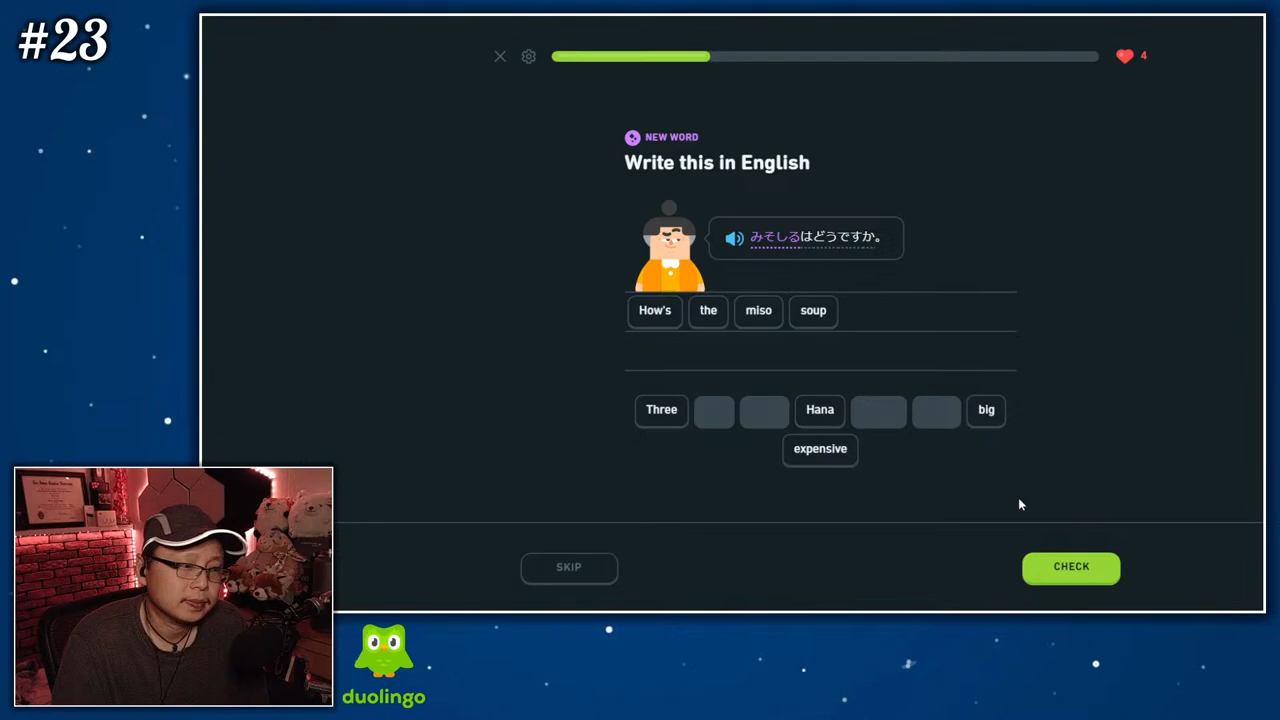 #23
4
NEW WORD
Write this in English
みそしるはどうですか。
How's the miso soup
Three Hana big
expensive
SKIP CHECK
duolingo